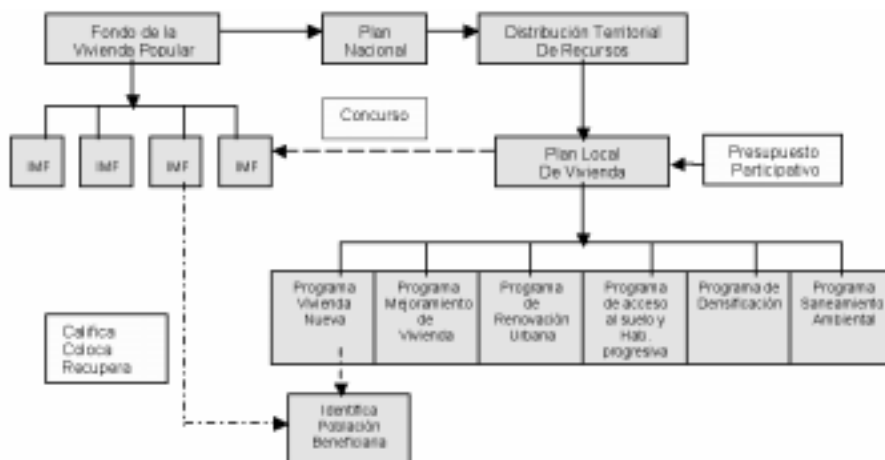 Fondo de la
Vivienda Popular
Plan
Nacional
Distribución Territorial
De Recursos
Concurso
IMF
IMF
IMF
IMF
Plan Local
De Vivienda
Presupuesto
Participativo
Programa
Vivienda
Nueva
Programa
Mejoramiento
de
Vivienda
Programa
de
Renovación
Urbana
Programa
de acceso
al suelo y
Hab.
progresiva
Programa de
Densificación
Programa
Saneamiento
Ambiental
Califica
Coloca
Recupera
Identifica
Población
Beneficiaria